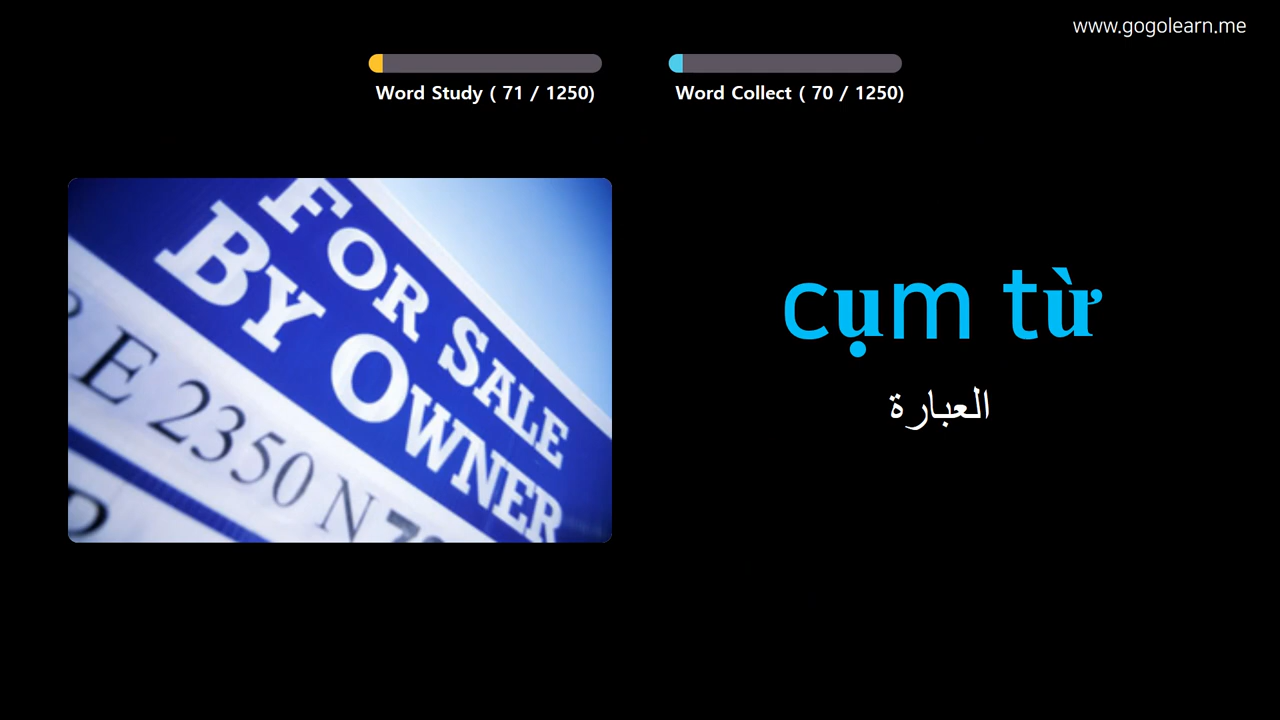 www.gogolearn.me
Word Study ( 71 / 1250)
Word Collect ( 70 / 1250)
FOR SALE
BY OWNER
E 2350 N
cụm từ
العبارة